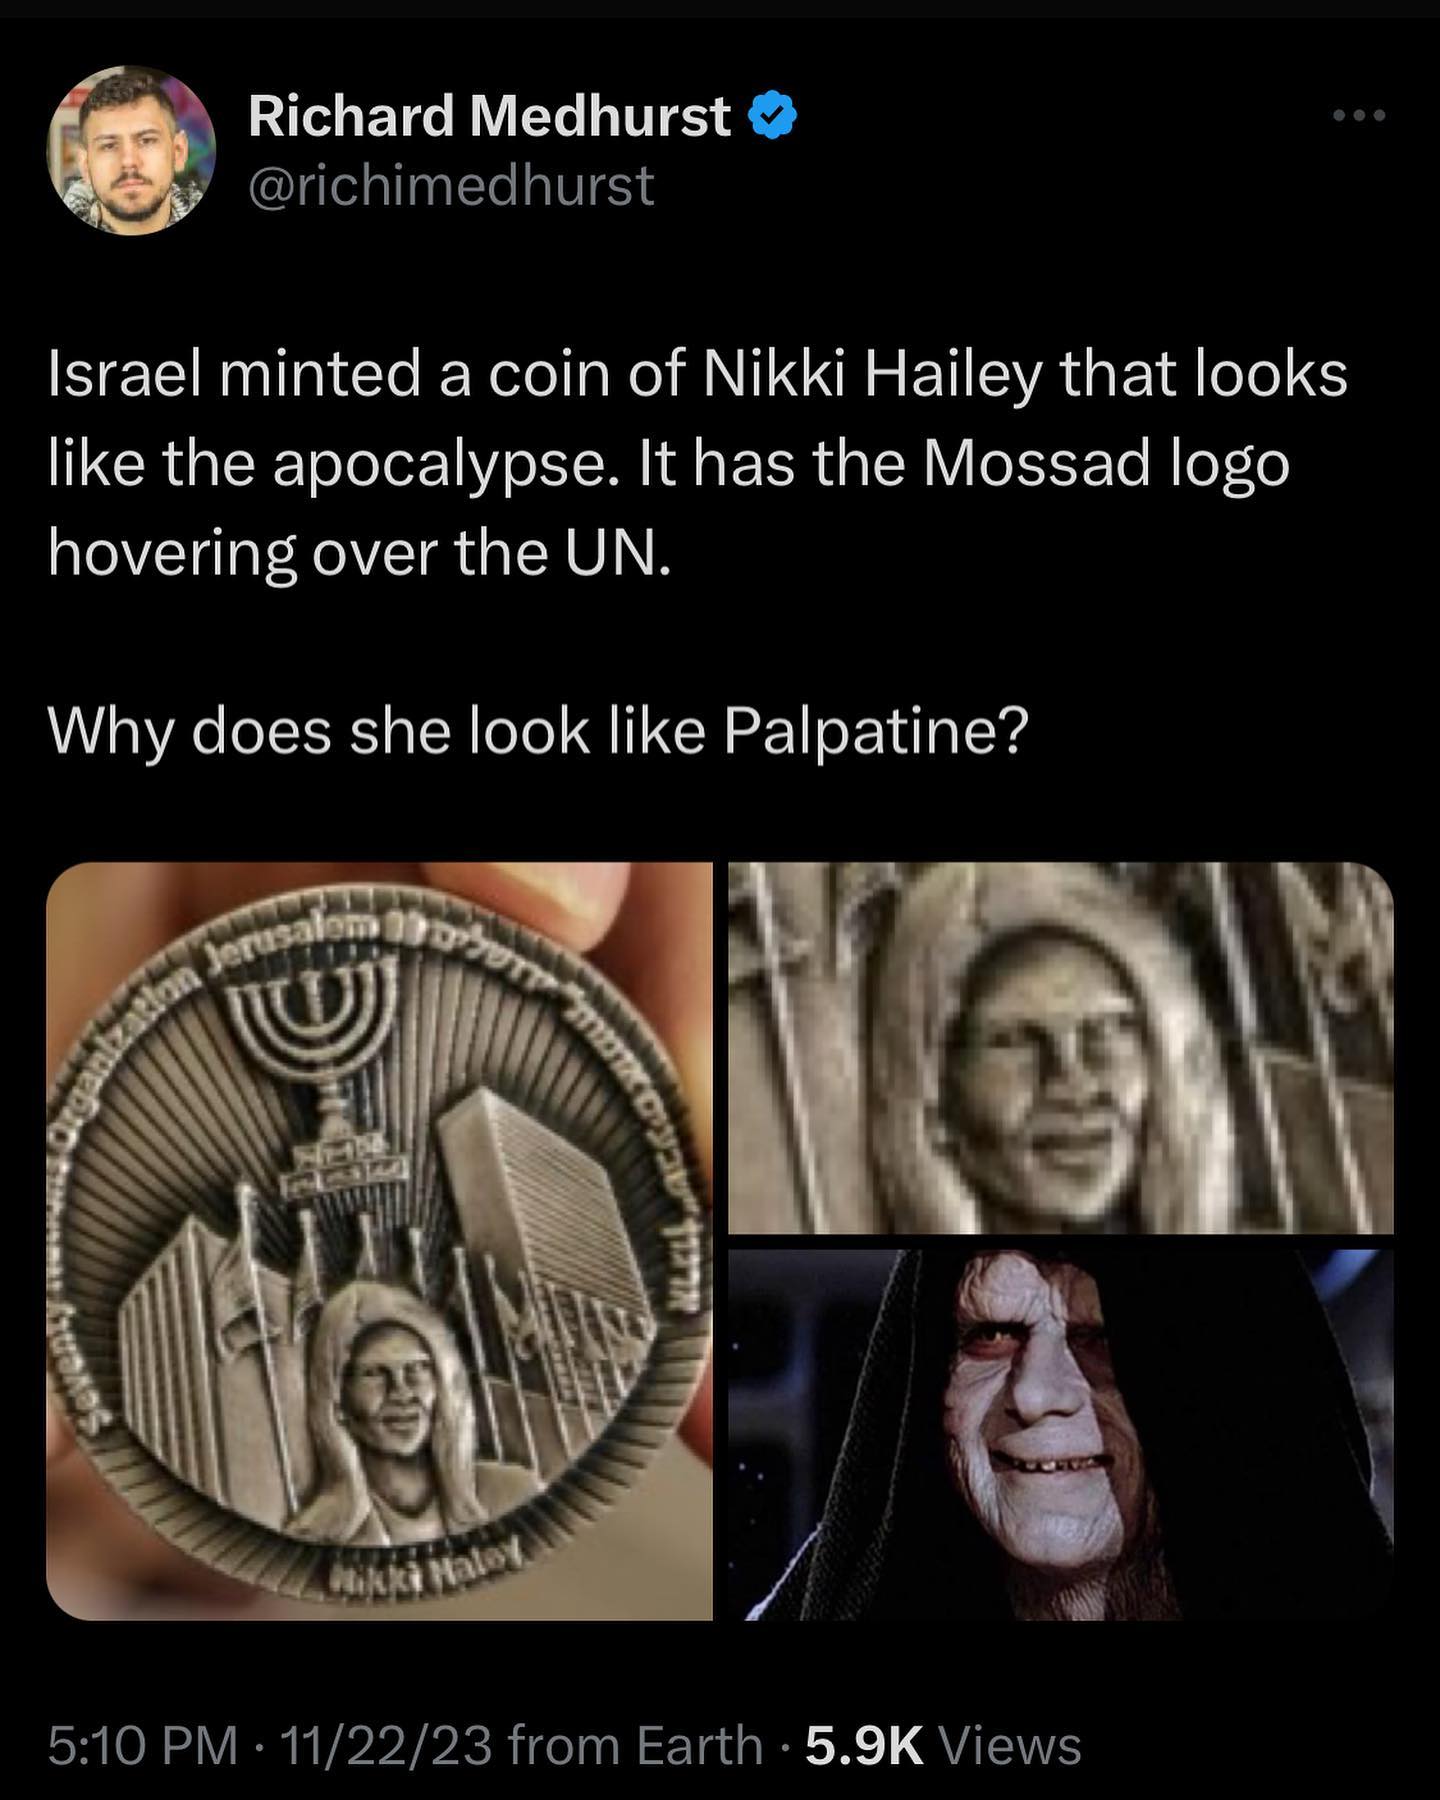 Richard Medhurst
@richimedhurst
Israel minted a coin of Nikki Hailey that looks
like the apocalypse. It has the Mossad logo
hovering over the UN.
Why does she look like Palpatine?
Organization Jerusalem
ירושלים
Nikki Haley
5:10 PM · 11/22/23 from Earth · 5.9K Views